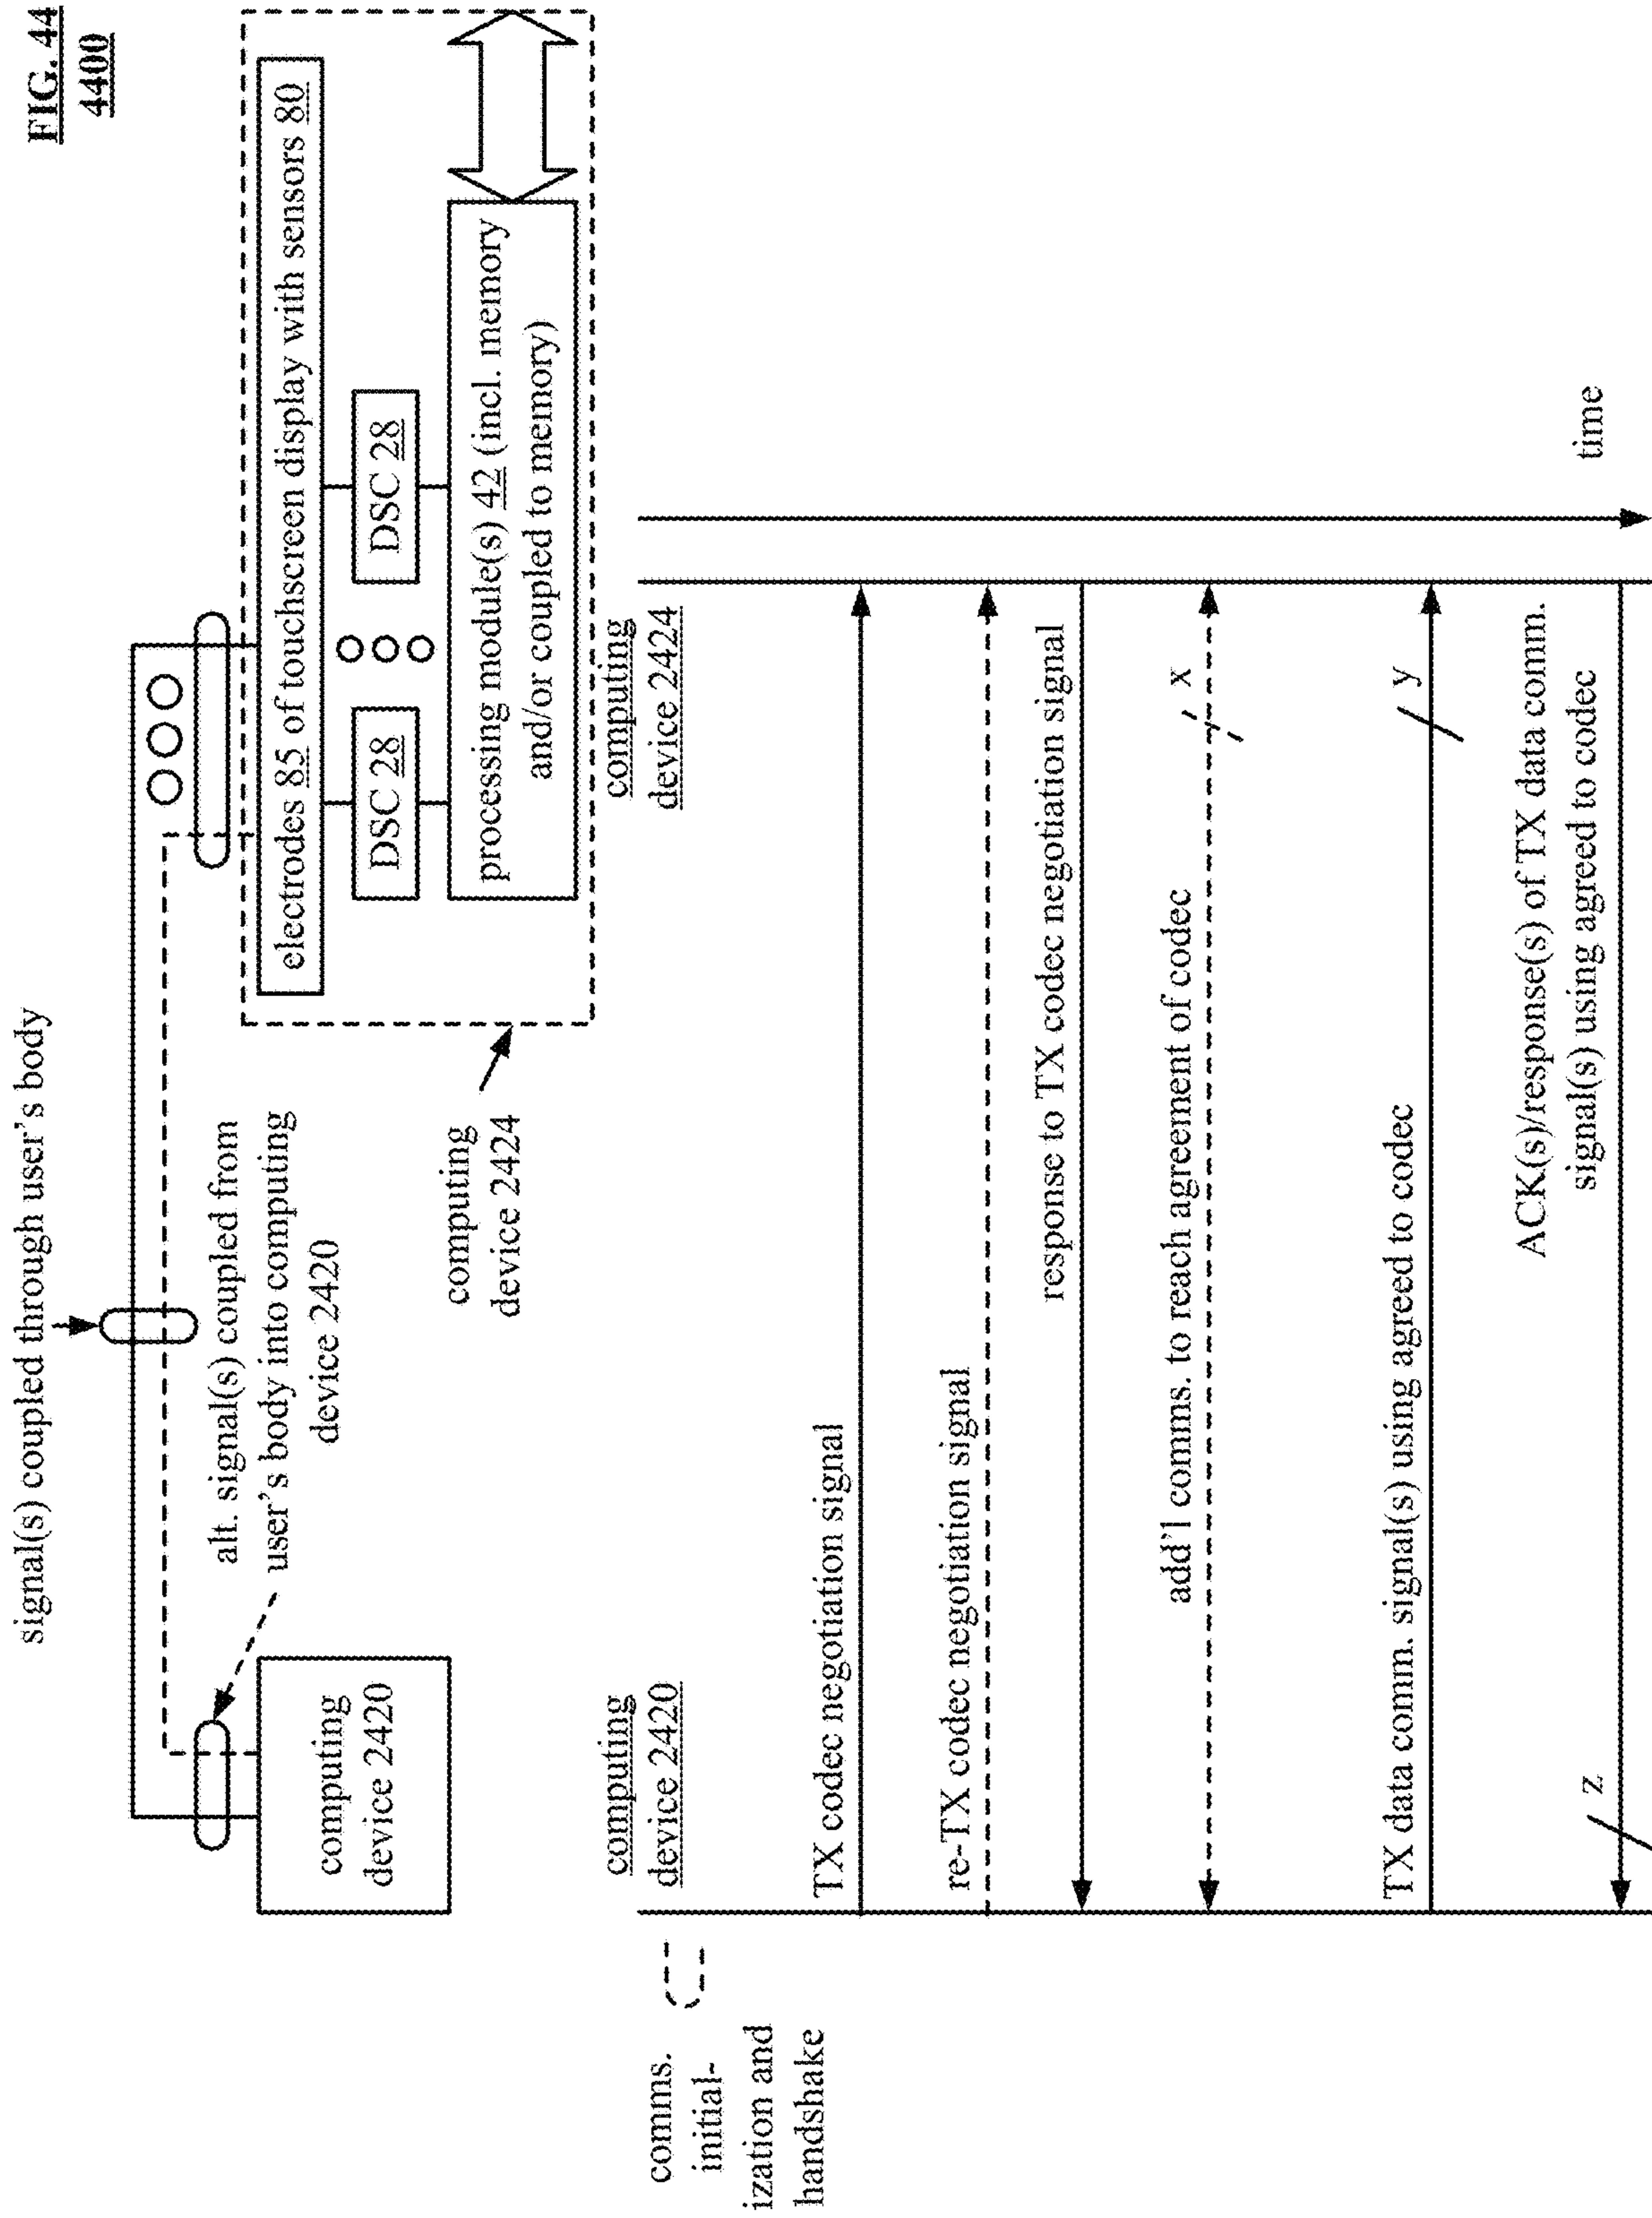 FIG. 44
4400
signal(s) coupled through user's body
alt. signal(s) coupled from
user's body into computing
device 2420
computing
device 2420
computing
device 2424
electrodes 85 of touchscreen display with sensors 80
DSC 28
DSC 28
processing module(s) 42 (incl. memory
and/or coupled to memory)
computing
device 2420
computing
device 2424
comms.
initial-
ization and
handshake
TX codec negotiation signal
re-TX codec negotiation signal
response to TX codec negotiation signal
add'l comms. to reach agreement of codec
x
TX data comm. signal(s) using agreed to codec
y
ACK(s)/response(s) of TX data comm.
signal(s) using agreed to codec
z
time